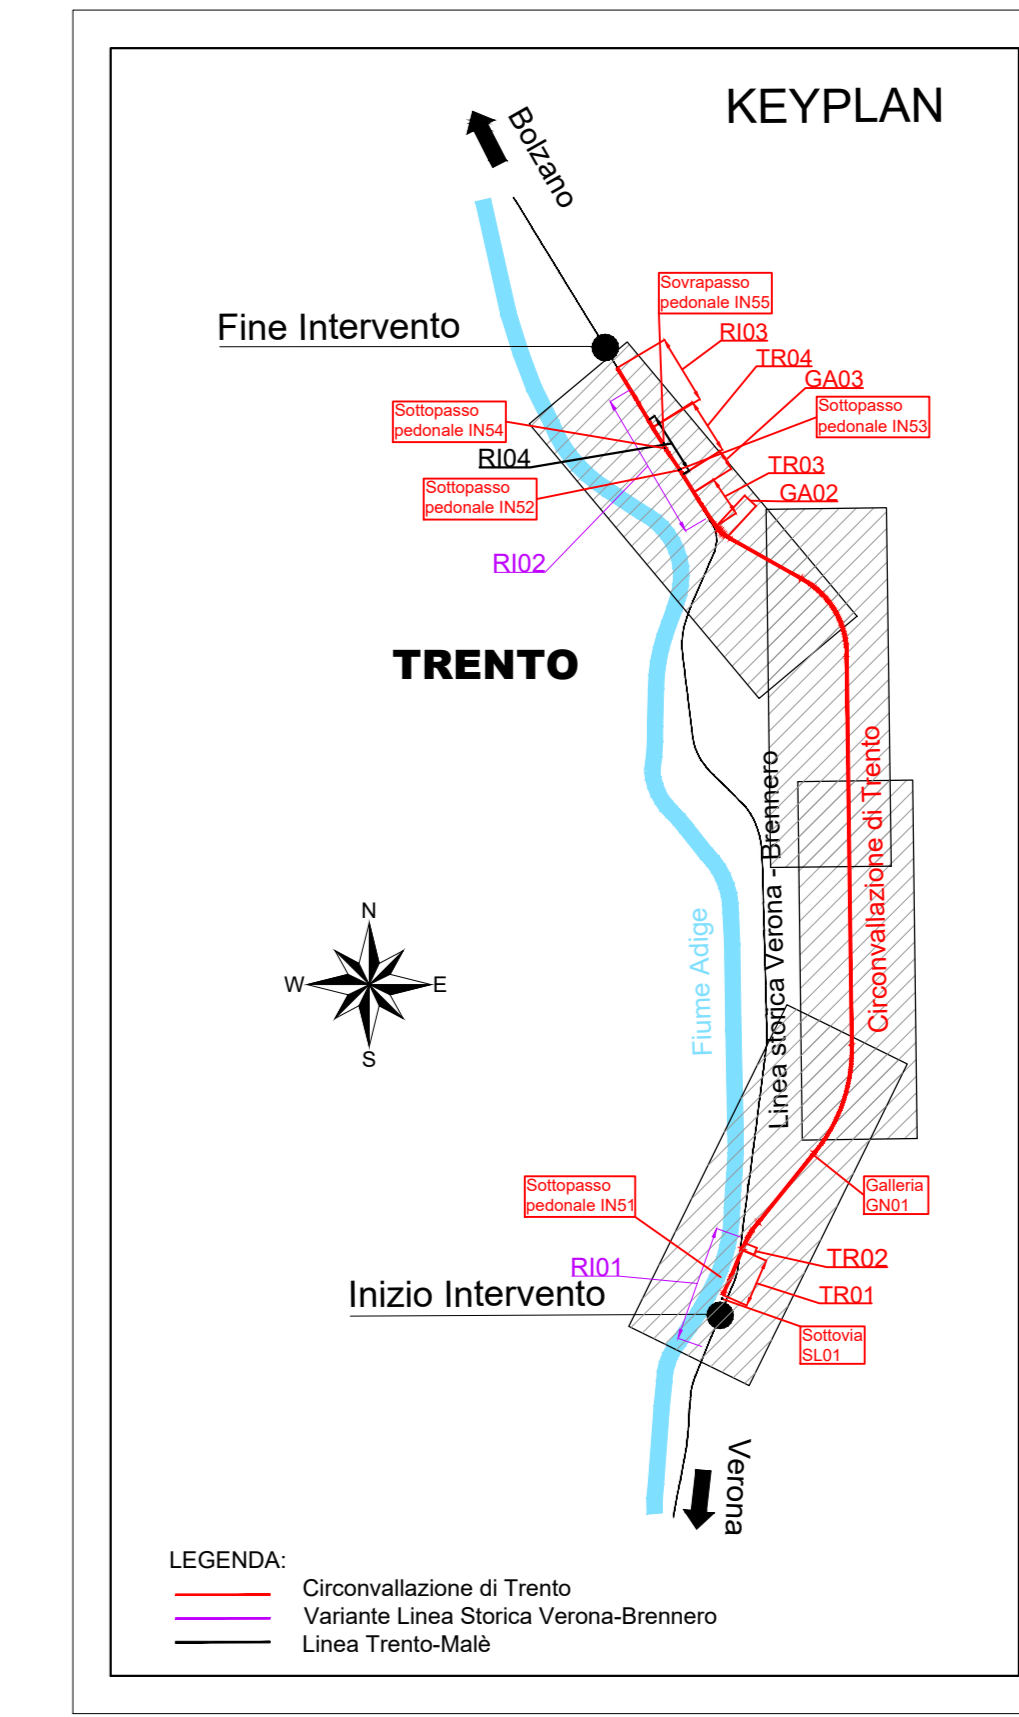 KEYPLAN
Bolzano
Sovrapasso
pedonale IN55
Fine Intervento
RI03
TR04
GA03
Sottopasso
pedonale IN54
Sottopasso
pedonale IN53
RI04
TR03
Sottopasso
pedonale IN52
GA02
RI02
TRENTO
Circonvallazione di Trento
Linea storica Verona - Brennero
Fiume Adige
N
W
E
S
Sottopasso
pedonale IN51
Galleria
GN01
RI01
TR02
Inizio Intervento
TR01
Sottovia
SL01
Verona
LEGENDA:
Circonvallazione di Trento
Variante Linea Storica Verona-Brennero
Linea Trento-Malè